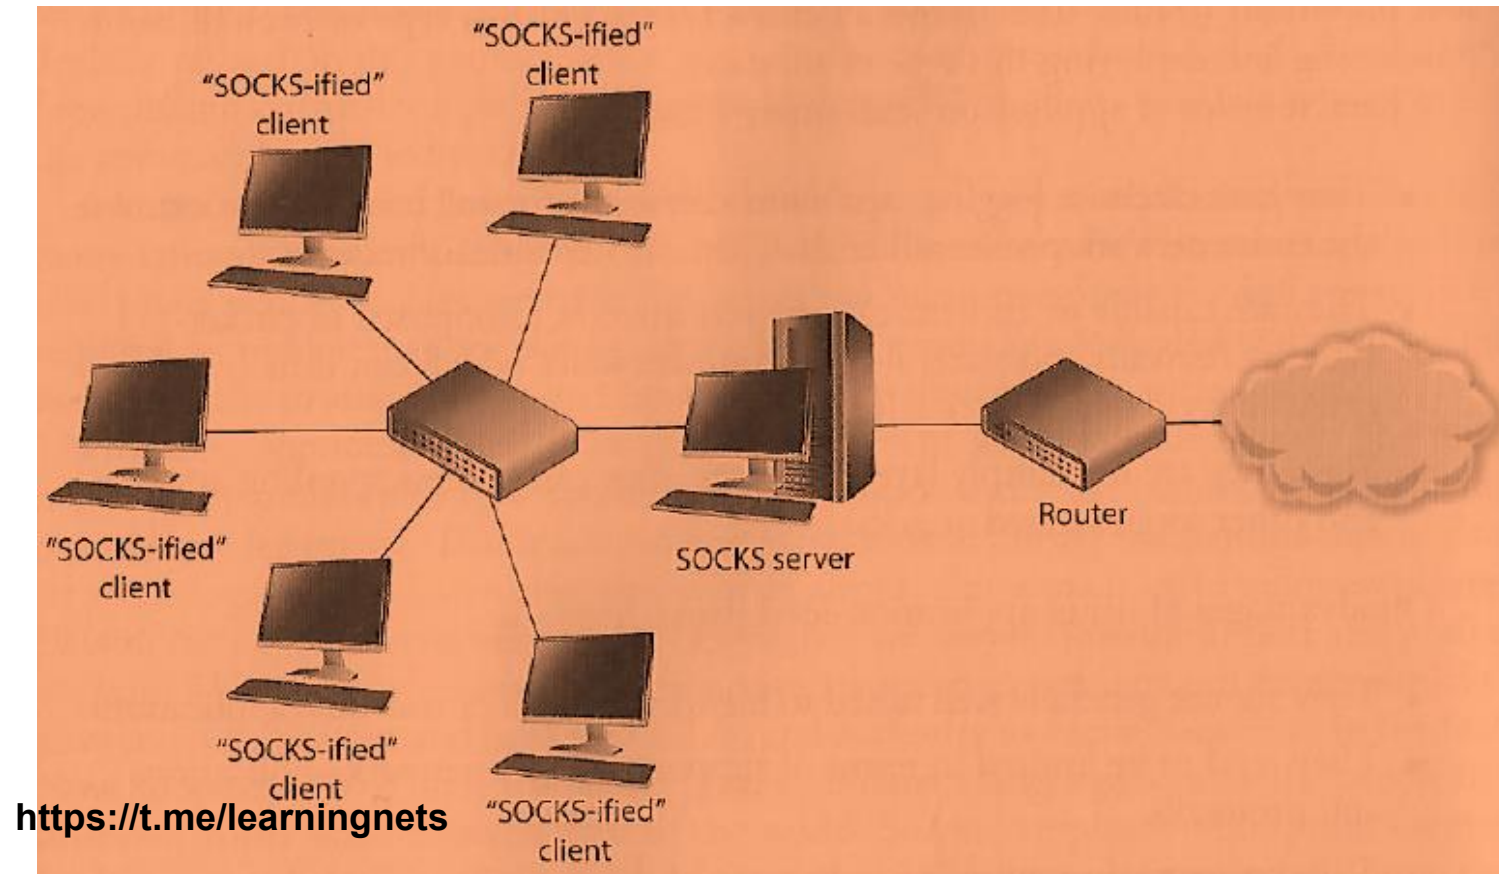 "SOCKS-ified"
client
"SOCKS-ified"
client
"SOCKS-ified"
client
SOCKS server
Router
"SOCKS-ified"
client
"SOCKS-ified"
client
https://t.me/learningnets